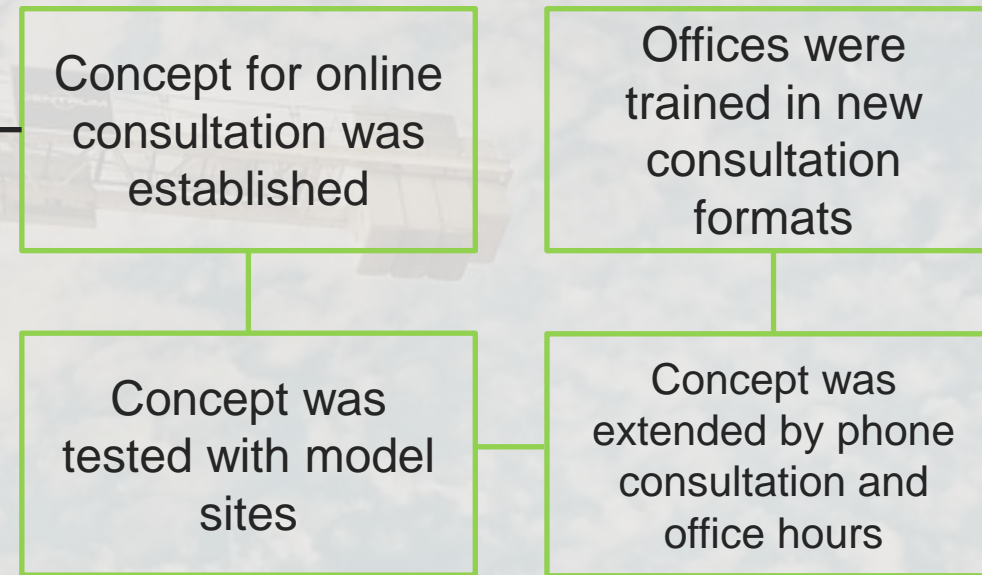 Concept for online
consultation was
established
Offices were
trained in new
consultation
formats
Concept was
tested with model
sites
Concept was
extended by phone
consultation and
office hours